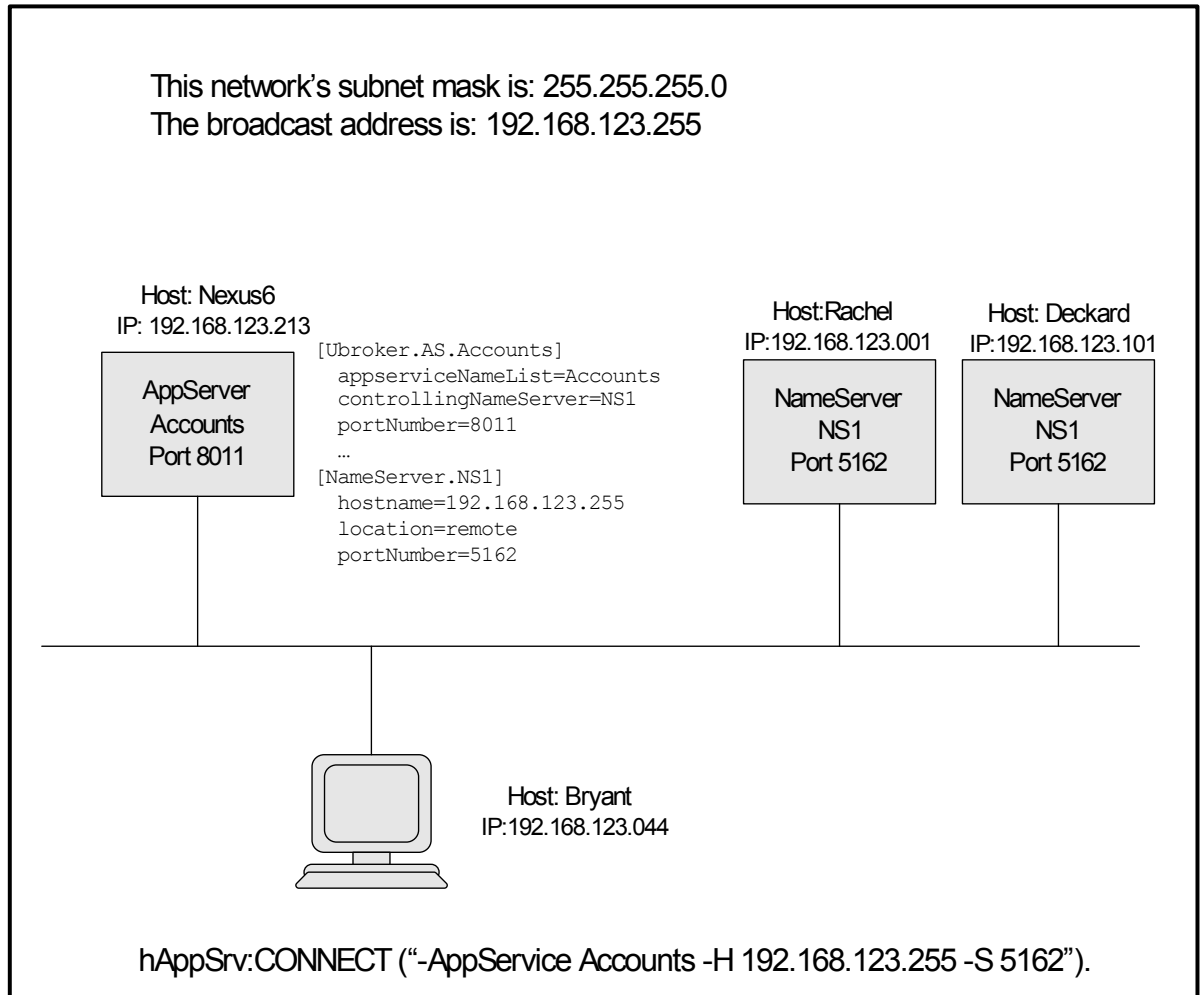 This network's subnet mask is: 255.255.255.0
The broadcast address is: 192.168.123.255
Host: Nexus6
IP: 192.168.123.213
AppServer
Accounts
Port 8011
[Ubroker.AS.Accounts]
appserviceNameList=Accounts
controllingNameServer=NS1
portNumber=8011
…
[NameServer.NS1]
hostname=192.168.123.255
location=remote
portNumber=5162
Host:Rachel
IP:192.168.123.001
NameServer
NS1
Port 5162
Host: Deckard
IP:192.168.123.101
NameServer
NS1
Port 5162
Host: Bryant
IP:192.168.123.044
hAppSrv:CONNECT (“-AppService Accounts -H 192.168.123.255 -S 5162”).